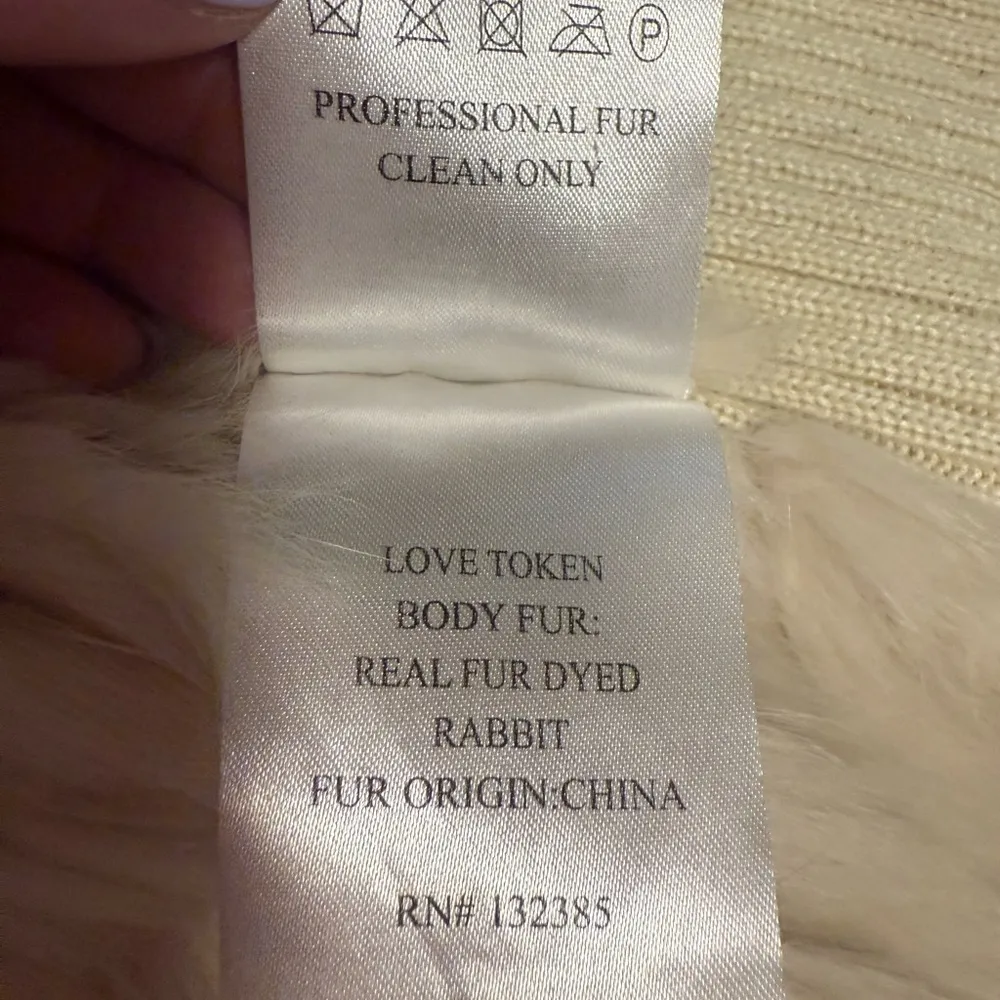 P
PROFESSIONAL FUR
CLEAN ONLY
LOVE TOKEN
BODY FUR:
REAL FUR DYED
RABBIT
FUR ORIGIN:CHINA
RN# 132385